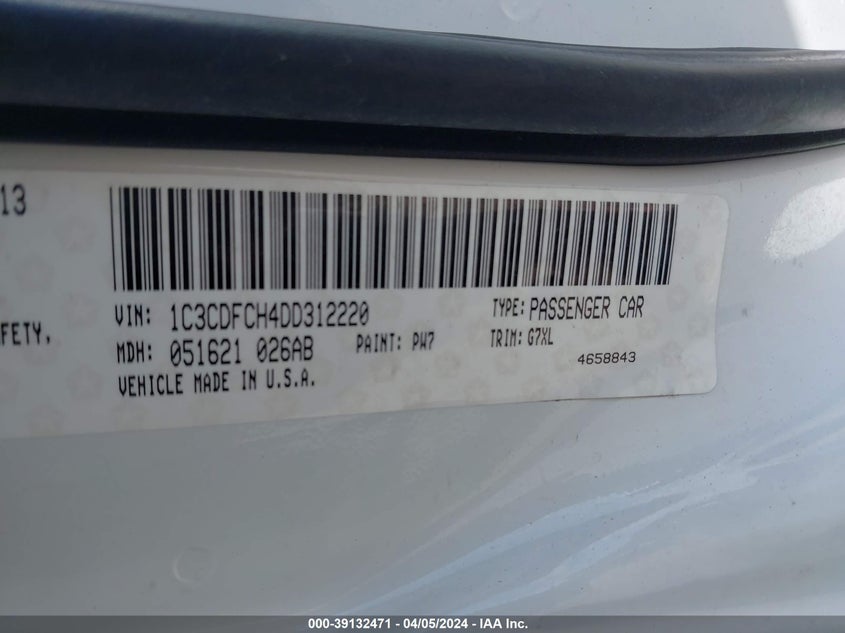 13
VIN: 1C3CDFCH4DD312220 TYPE: PASSENGER CAR
EFETY,
MDH: 051621 026AB PAINT: PW7 TRIM: G7XL
4658843
VEHICLE MADE IN U.S.A.
000-39132471 - 04/05/2024 - IAA Inc.